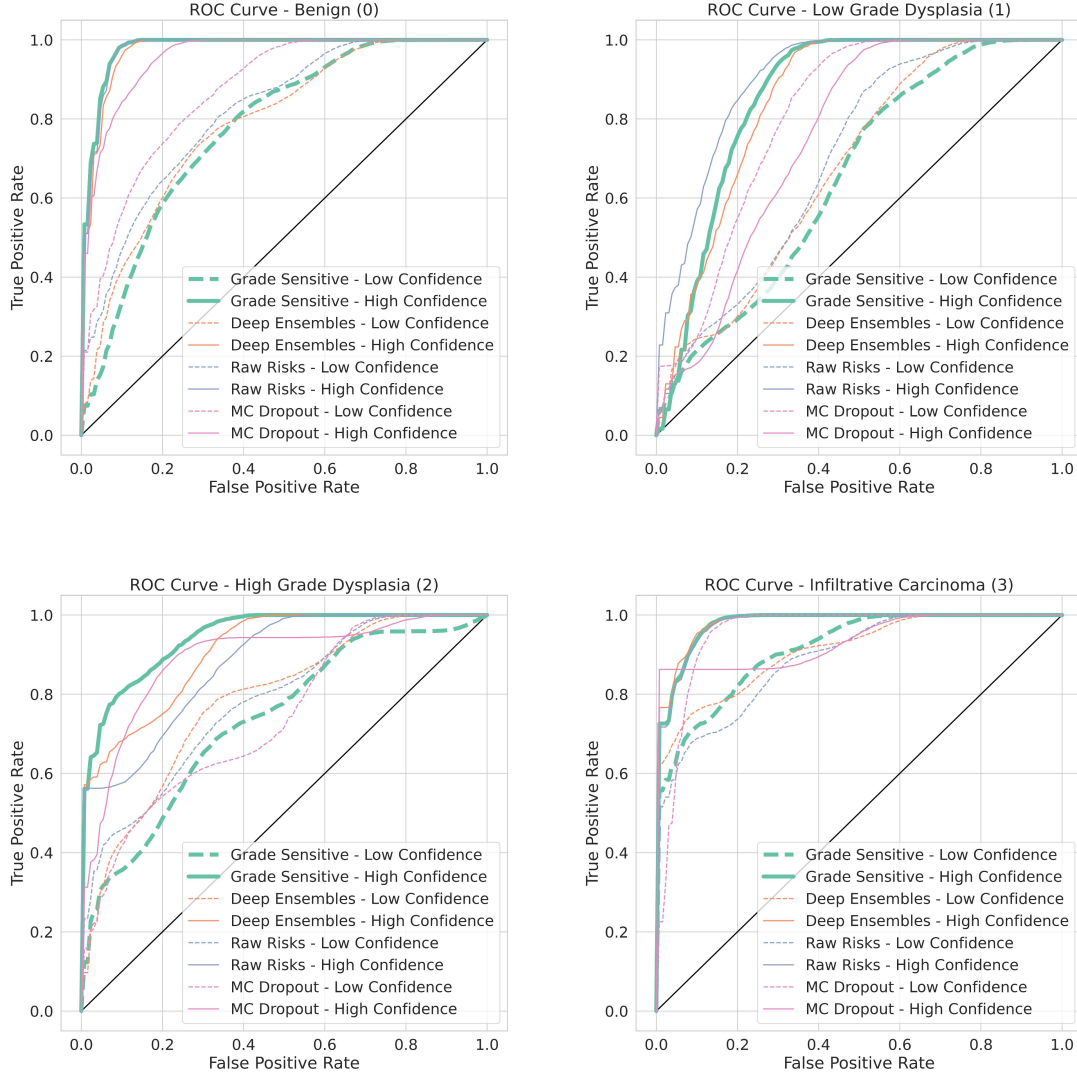 ROC Curve - Benign (0)
1.0
0.8
0.6
0.4
0.2
0.0
True Positive Rate
Grade Sensitive - Low Confidence
Grade Sensitive - High Confidence
Deep Ensembles - Low Confidence
Deep Ensembles - High Confidence
Raw Risks - Low Confidence
Raw Risks - High Confidence
MC Dropout - Low Confidence
MC Dropout - High Confidence
0.0 0.2 0.4 0.6 0.8 1.0
False Positive Rate
ROC Curve - Low Grade Dysplasia (1)
1.0
0.8
0.6
0.4
0.2
0.0
True Positive Rate
Grade Sensitive - Low Confidence
Grade Sensitive - High Confidence
Deep Ensembles - Low Confidence
Deep Ensembles - High Confidence
Raw Risks - Low Confidence
Raw Risks - High Confidence
MC Dropout - Low Confidence
MC Dropout - High Confidence
0.0 0.2 0.4 0.6 0.8 1.0
False Positive Rate
ROC Curve - High Grade Dysplasia (2)
1.0
0.8
0.6
0.4
0.2
0.0
True Positive Rate
Grade Sensitive - Low Confidence
Grade Sensitive - High Confidence
Deep Ensembles - Low Confidence
Deep Ensembles - High Confidence
Raw Risks - Low Confidence
Raw Risks - High Confidence
MC Dropout - Low Confidence
MC Dropout - High Confidence
0.0 0.2 0.4 0.6 0.8 1.0
False Positive Rate
ROC Curve - Infiltrative Carcinoma (3)
1.0
0.8
0.6
0.4
0.2
0.0
True Positive Rate
Grade Sensitive - Low Confidence
Grade Sensitive - High Confidence
Deep Ensembles - Low Confidence
Deep Ensembles - High Confidence
Raw Risks - Low Confidence
Raw Risks - High Confidence
MC Dropout - Low Confidence
MC Dropout - High Confidence
0.0 0.2 0.4 0.6 0.8 1.0
False Positive Rate